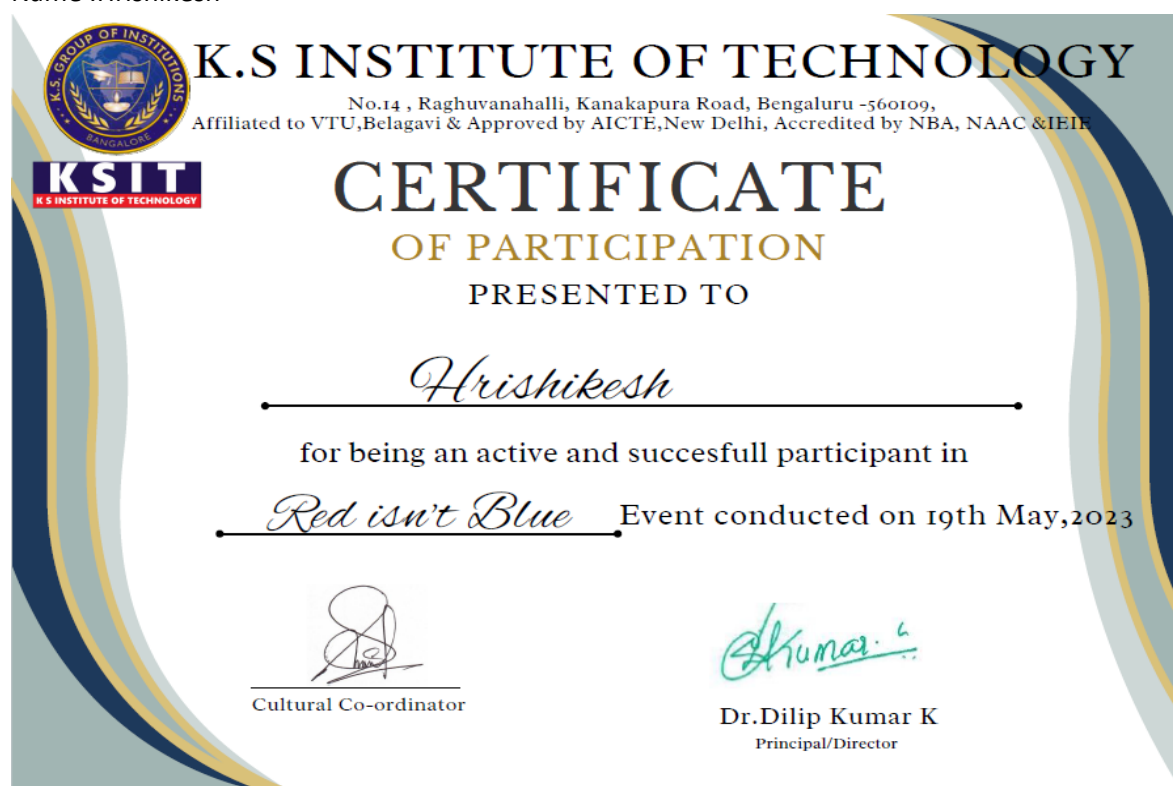 K.S. GROUP OF INSTITUTIONS
BANGALORE
KSIT
K S INSTITUTE OF TECHNOLOGY
K.S INSTITUTE OF TECHNOLOGY
No.14 , Raghuvanahalli, Kanakapura Road, Bengaluru -560109,
Affiliated to VTU,Belagavi & Approved by AICTE,New Delhi, Accredited by NBA, NAAC &IEIE
CERTIFICATE
OF PARTICIPATION
PRESENTED TO
Hrishikesh
for being an active and succesfull participant in
Red isn't Blue Event conducted on 19th May,2023
Cultural Co-ordinator
Kumar.
Dr.Dilip Kumar K
Principal/Director